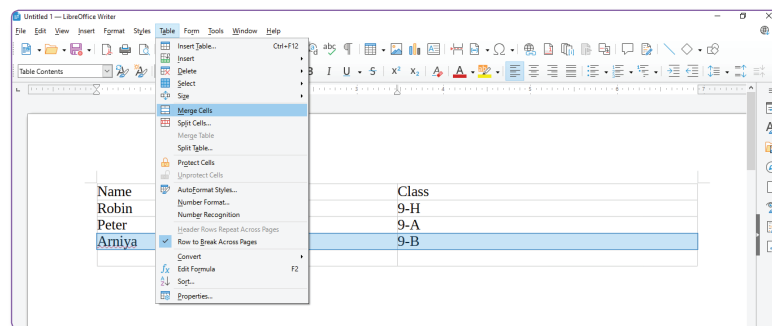 Untitled 1 — LibreOffice Writer
File Edit View Insert Format Styles Table Form Tools Window Help
Table Contents
Insert Table... Ctrl+F12
Insert
Delete
Select
Size
Merge Cells
Split Cells...
Merge Table
Split Table...
Protect Cells
Unprotect Cells
AutoFormat Styles...
Number Format...
Number Recognition
Header Rows Repeat Across Pages
Row to Break Across Pages
Convert
Edit Formula F2
Sort...
Properties...
Name Class
Robin 9-H
Peter 9-A
Arniya 9-B